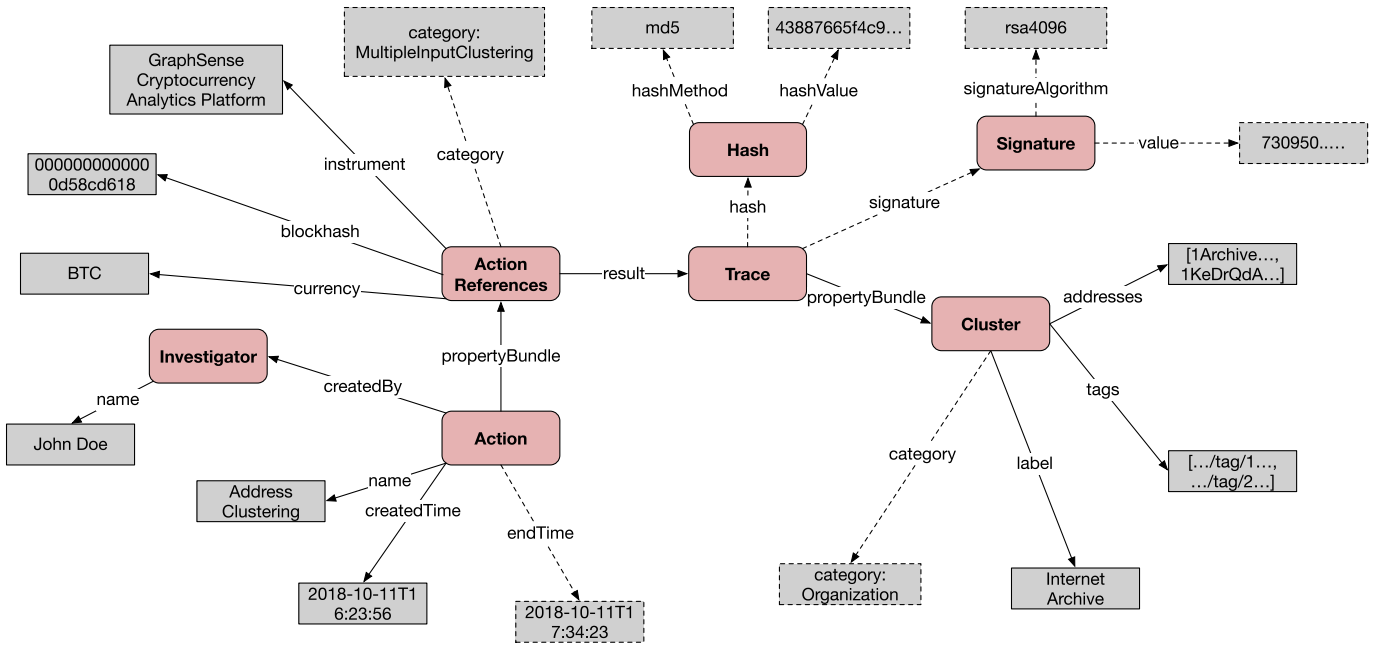 category:
MultipleInputClustering
md5
43887665f4c9...
rsa4096
GraphSense
Cryptocurrency
Analytics Platform
hashMethod
hashValue
signatureAlgorithm
Hash
Signature
value
730950.....
category
instrument
000000000000
0d58cd618
hash
signature
blockhash
Action
References
result
Trace
BTC
currency
propertyBundle
[1Archive...,
1KeDrQdA...]
addresses
Cluster
Investigator
createdBy
propertyBundle
name
John Doe
Action
tags
category
label
[.../tag/1...,
.../tag/2...]
Address
Clustering
name
createdTime
endTime
2018-10-11T1
6:23:56
2018-10-11T1
7:34:23
category:
Organization
Internet
Archive